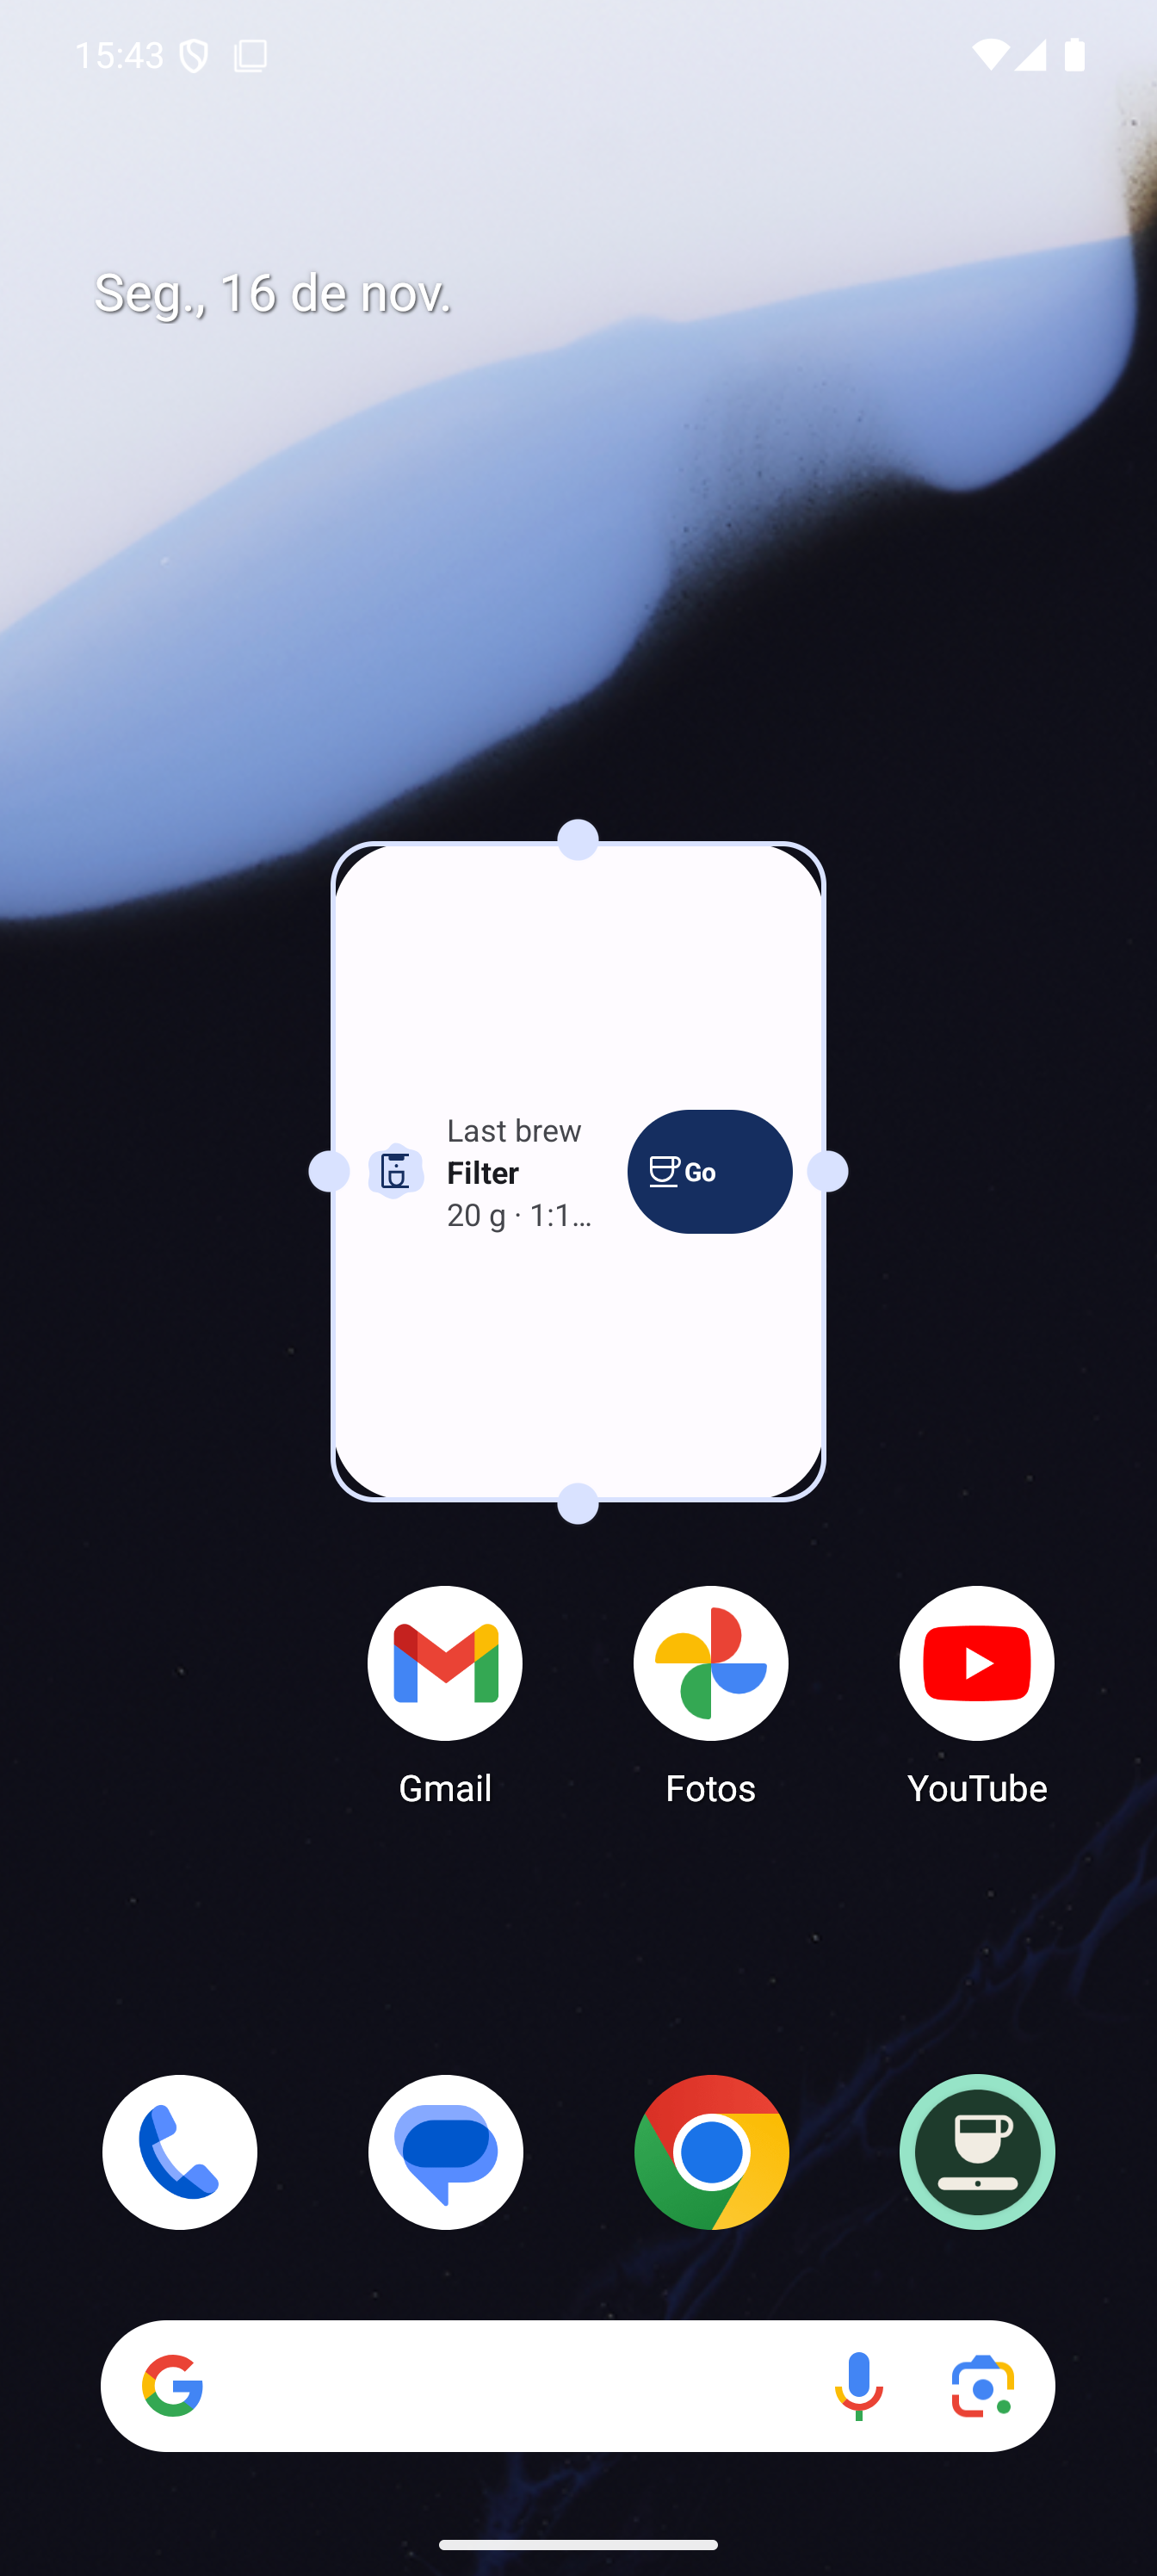 15:43
Seg., 16 de nov.
Last brew
Filter
20 g · 1:1…
Go
Gmail
Fotos
YouTube